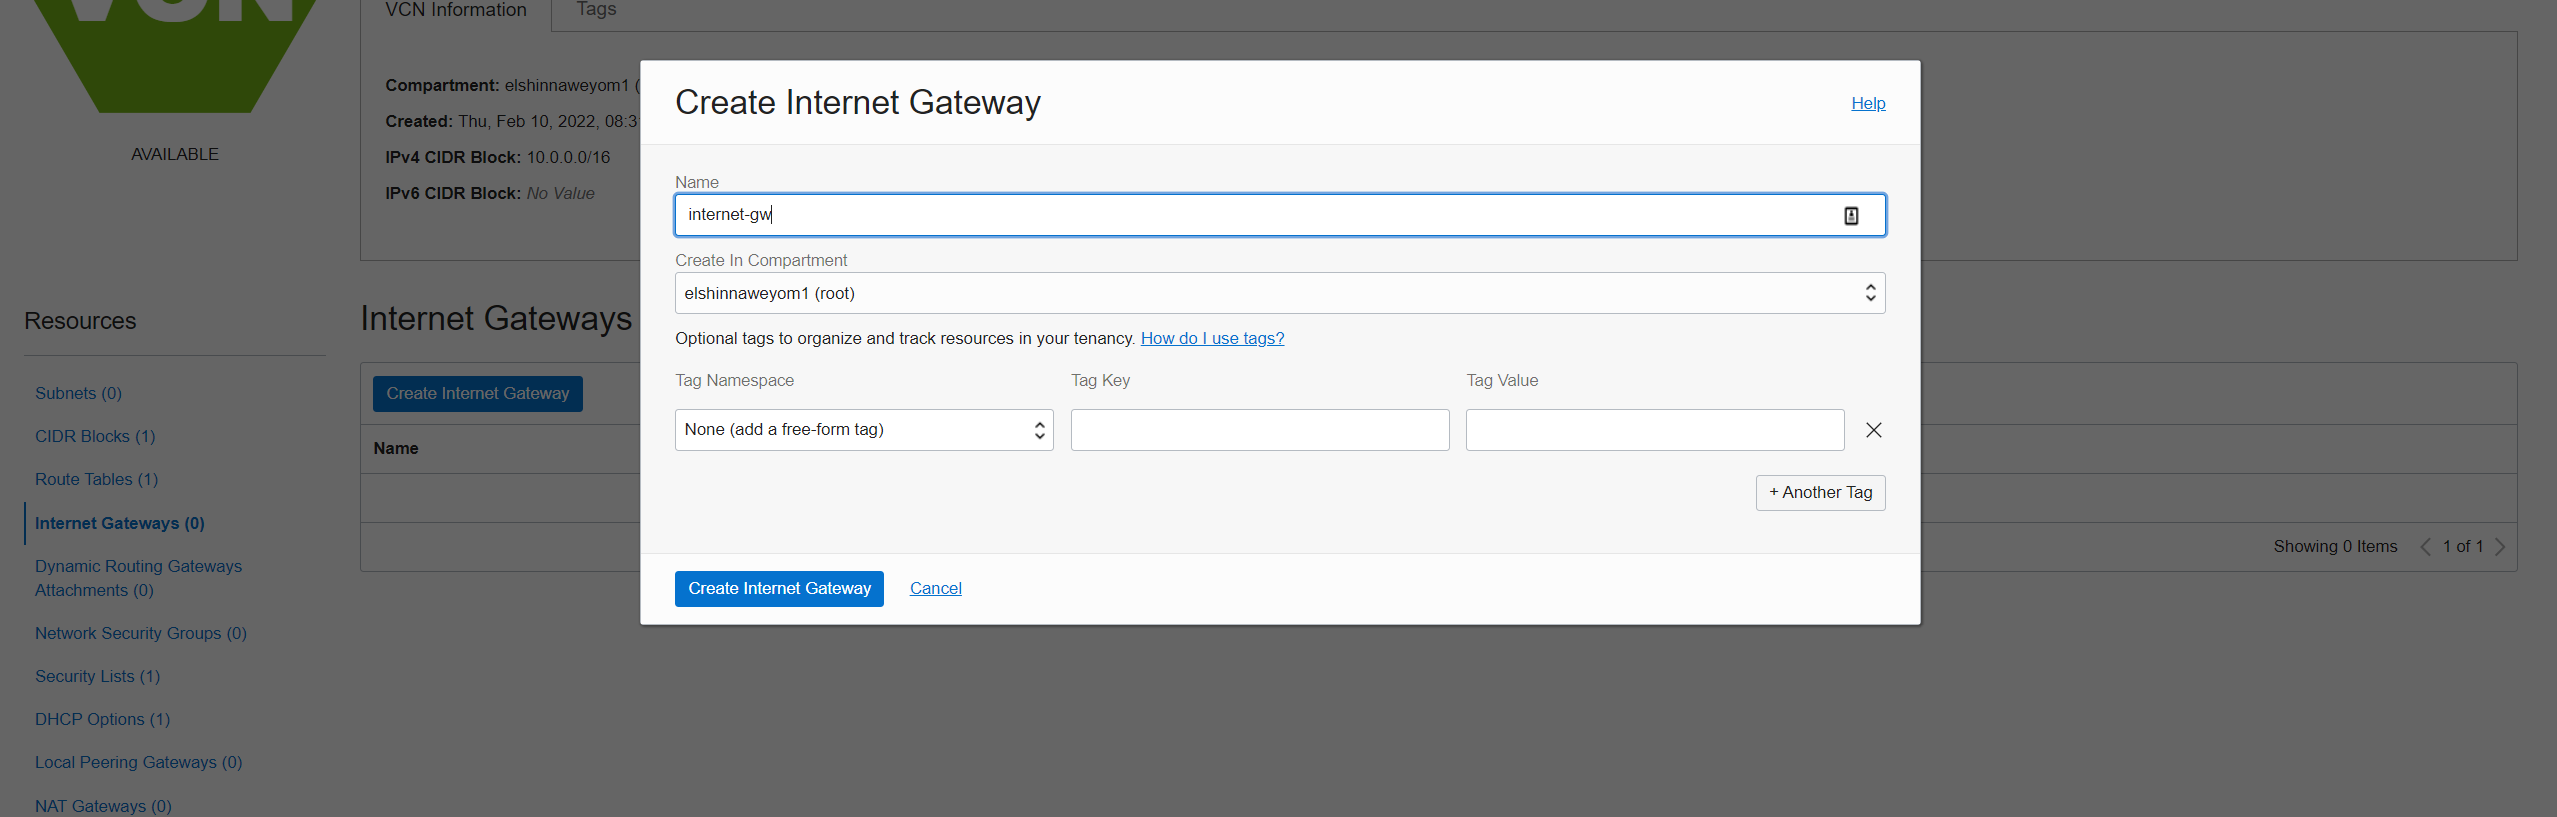 VCN
VCN Information
Tags
Compartment: elshinnaweyom1 (
Created: Thu, Feb 10, 2022, 08:3
IPv4 CIDR Block: 10.0.0.0/16
IPv6 CIDR Block: No Value
AVAILABLE
Create Internet Gateway
Help
Name
internet-gw
Create In Compartment
elshinnaweyom1 (root)
Optional tags to organize and track resources in your tenancy. How do I use tags?
Tag Namespace
Tag Key
Tag Value
None (add a free-form tag)
+ Another Tag
Create Internet Gateway
Cancel
Resources
Subnets (0)
CIDR Blocks (1)
Route Tables (1)
Internet Gateways (0)
Dynamic Routing Gateways
Attachments (0)
Network Security Groups (0)
Security Lists (1)
DHCP Options (1)
Local Peering Gateways (0)
NAT Gateways (0)
Internet Gateways
Create Internet Gateway
Name
Showing 0 Items
1 of 1